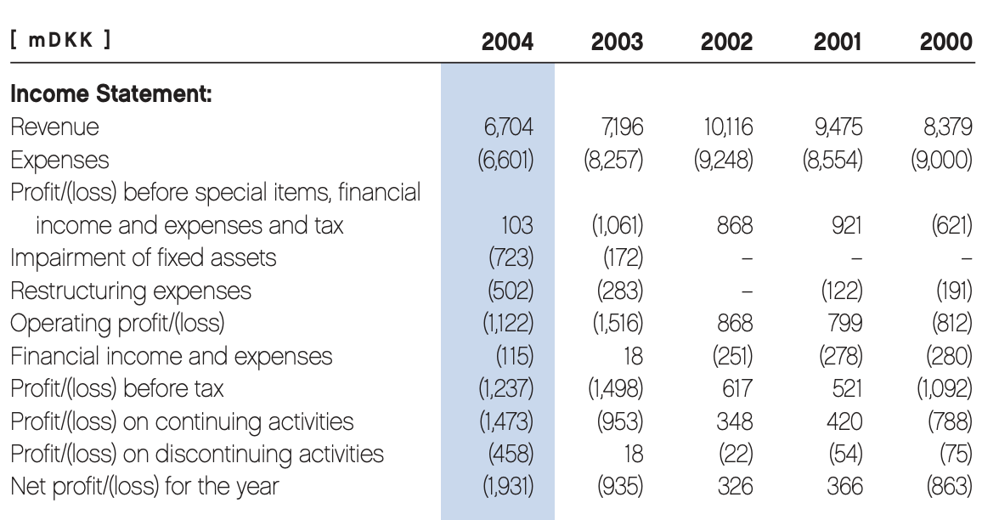 [ mDKK ] 2004 2003 2002 2001 2000
Income Statement:
Revenue 6,704 7,196 10,116 9,475 8,379
Expenses (6,601) (8,257) (9,248) (8,554) (9,000)
Profit/(loss) before special items, financial
income and expenses and tax 103 (1,061) 868 921 (621)
Impairment of fixed assets (723) (172) – – –
Restructuring expenses (502) (283) – (122) (191)
Operating profit/(loss) (1,122) (1,516) 868 799 (812)
Financial income and expenses (115) 18 (251) (278) (280)
Profit/(loss) before tax (1,237) (1,498) 617 521 (1,092)
Profit/(loss) on continuing activities (1,473) (953) 348 420 (788)
Profit/(loss) on discontinuing activities (458) 18 (22) (54) (75)
Net profit/(loss) for the year (1,931) (935) 326 366 (863)